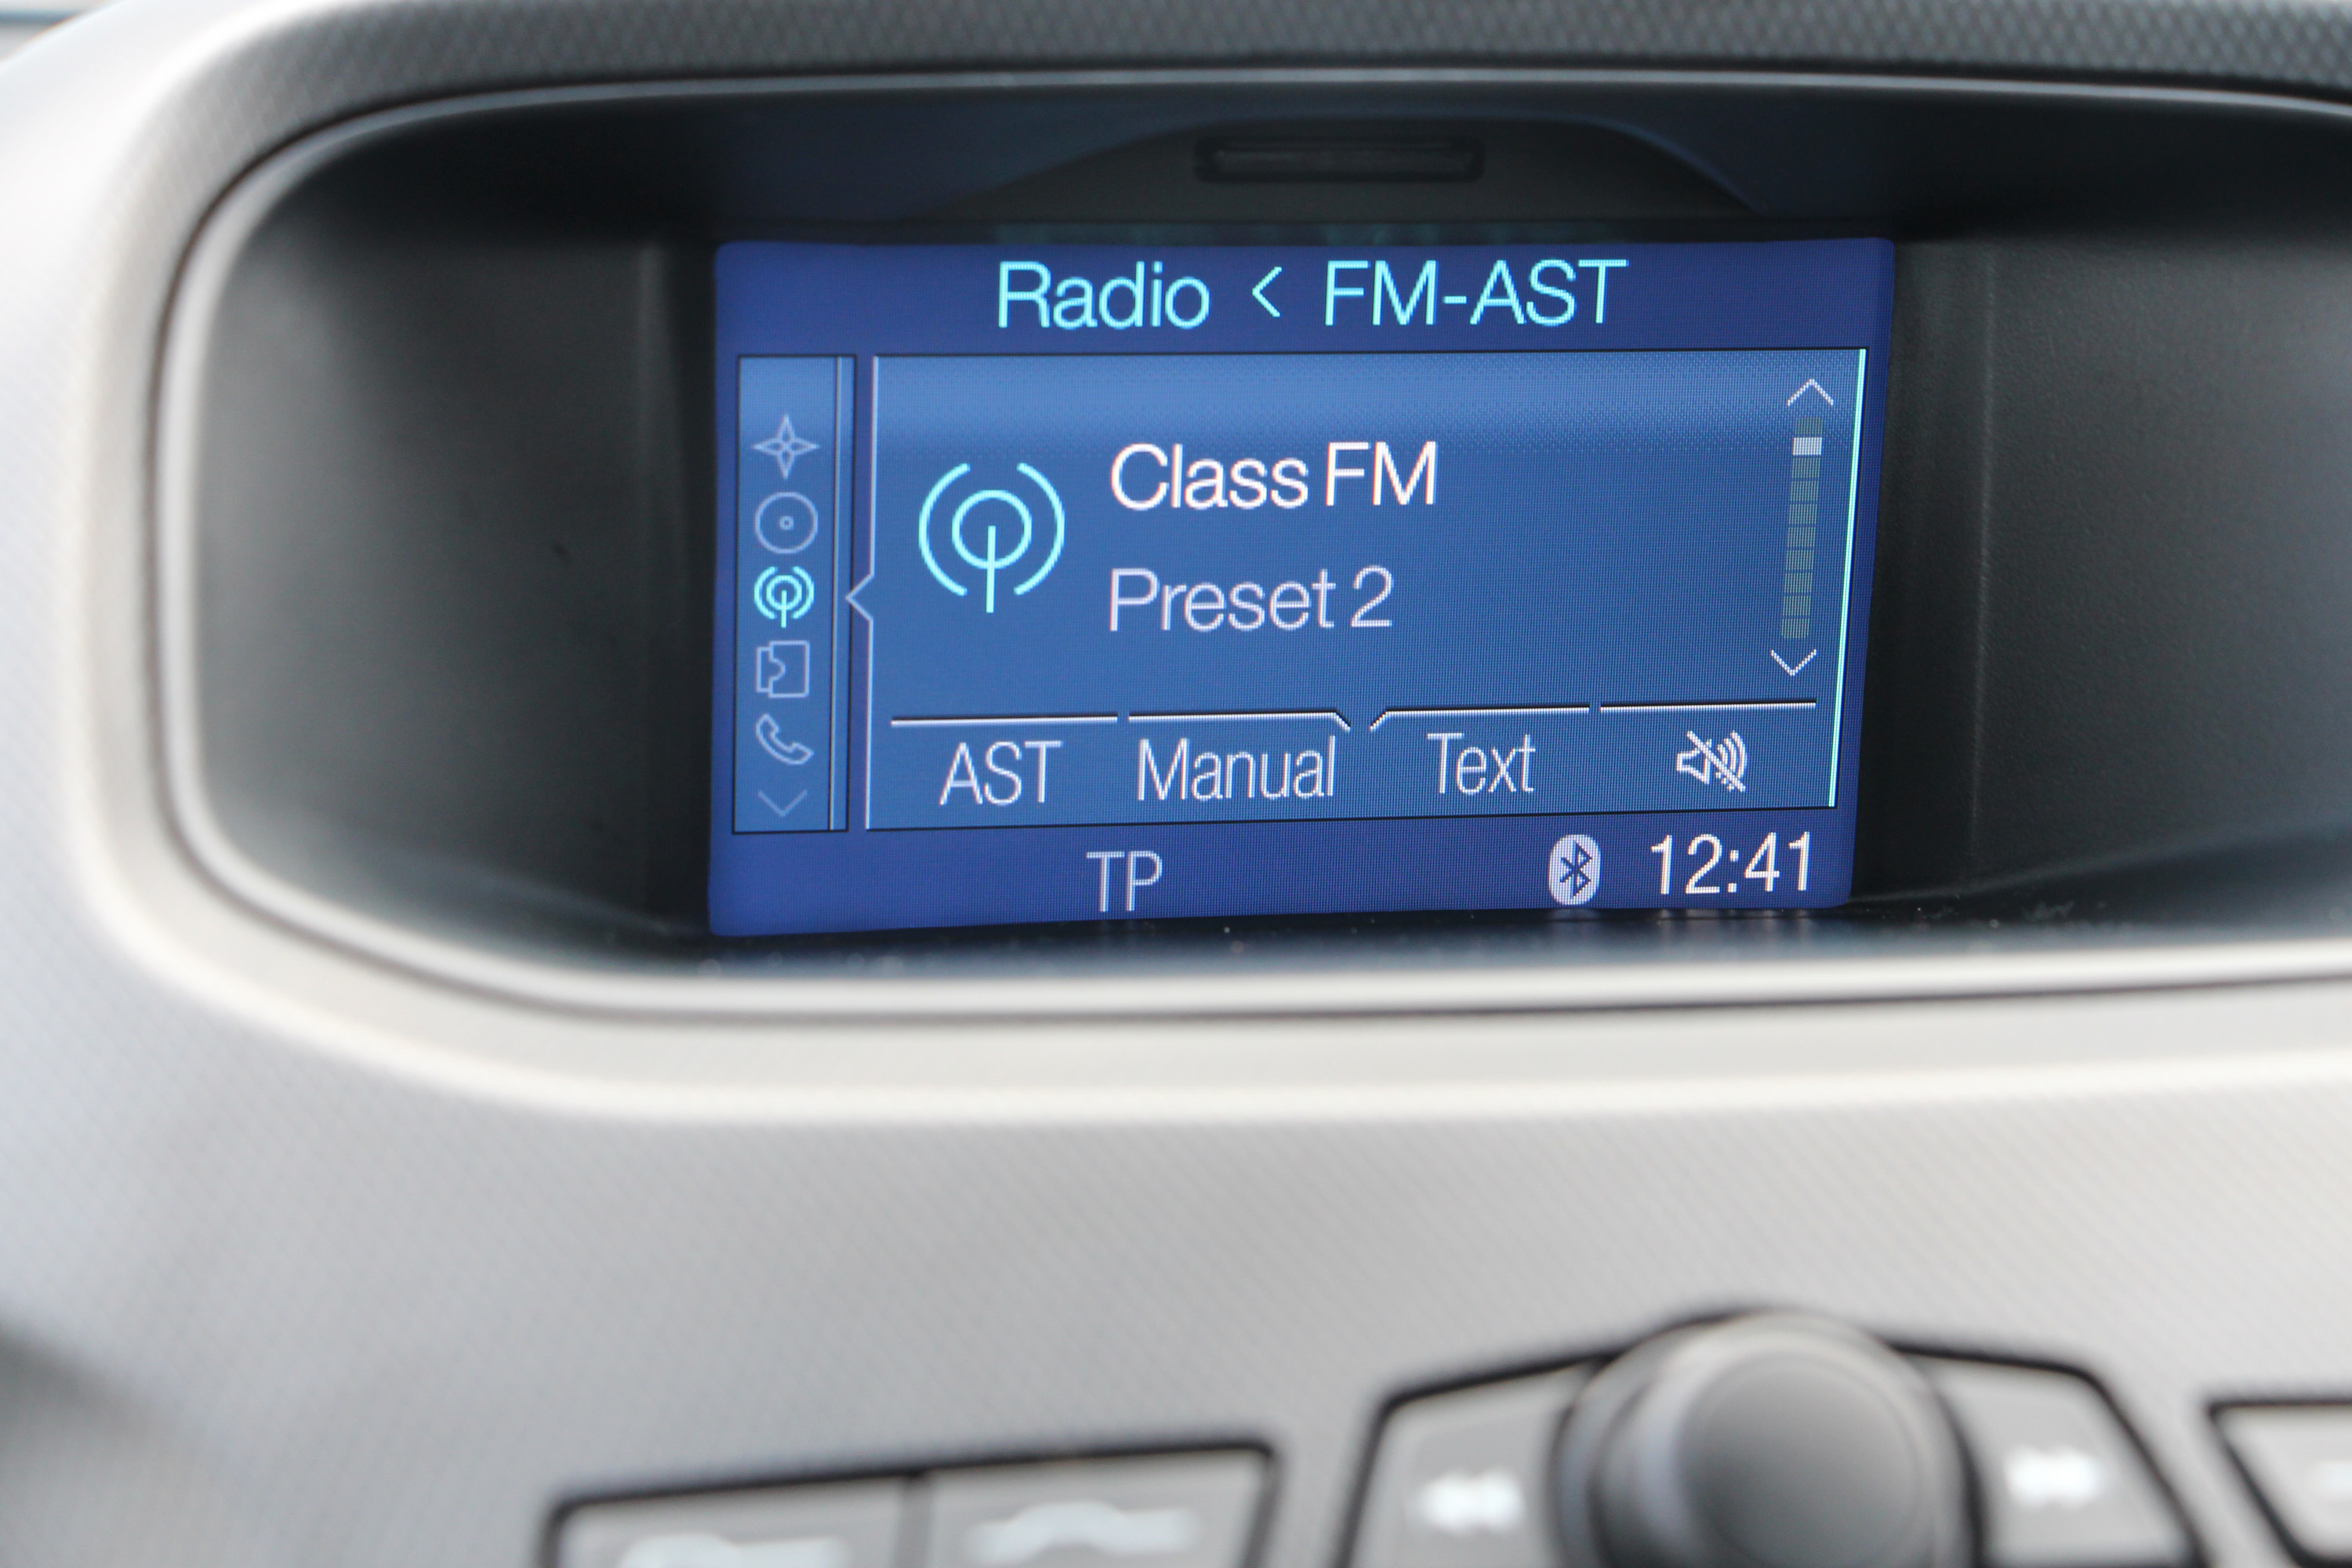 Radio < FM-AST
Class FM
Preset 2
AST Manual Text
TP 12:41